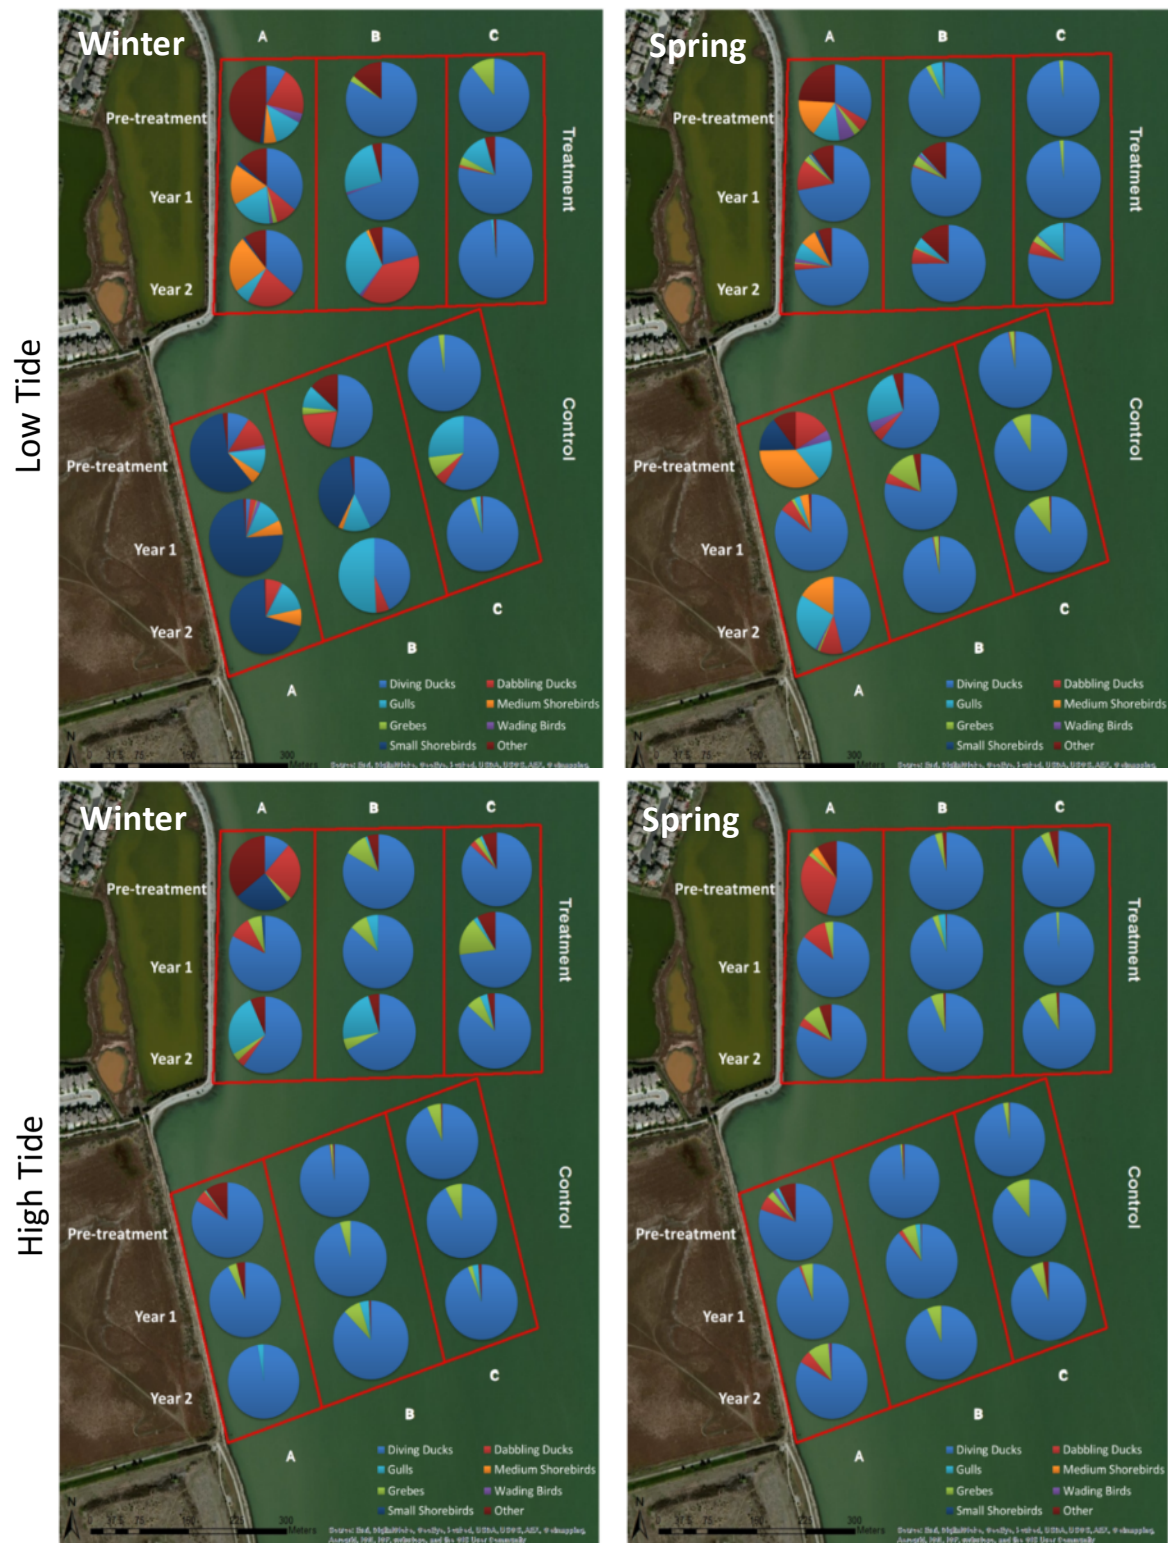 Low Tide
Winter
A B C
Pre-treatment
Year 1
Year 2
Treatment
Pre-treatment
Year 1
Year 2
Control
C
B
A
Diving Ducks Dabbling Ducks
Gulls Medium Shorebirds
Grebes Wading Birds
Small Shorebirds Other
N
300
Meters
Spring
A B C
Pre-treatment
Year 1
Year 2
Treatment
Pre-treatment
Year 1
Year 2
Control
C
B
A
Diving Ducks Dabbling Ducks
Gulls Medium Shorebirds
Grebes Wading Birds
Small Shorebirds Other
N
300
Meters
High Tide
Winter
A B C
Pre-treatment
Year 1
Year 2
Treatment
Pre-treatment
Year 1
Year 2
Control
C
B
A
Diving Ducks Dabbling Ducks
Gulls Medium Shorebirds
Grebes Wading Birds
Small Shorebirds Other
N
300
Meters
Spring
A B C
Pre-treatment
Year 1
Year 2
Treatment
Pre-treatment
Year 1
Year 2
Control
C
B
A
Diving Ducks Dabbling Ducks
Gulls Medium Shorebirds
Grebes Wading Birds
Small Shorebirds Other
N
300
Meters